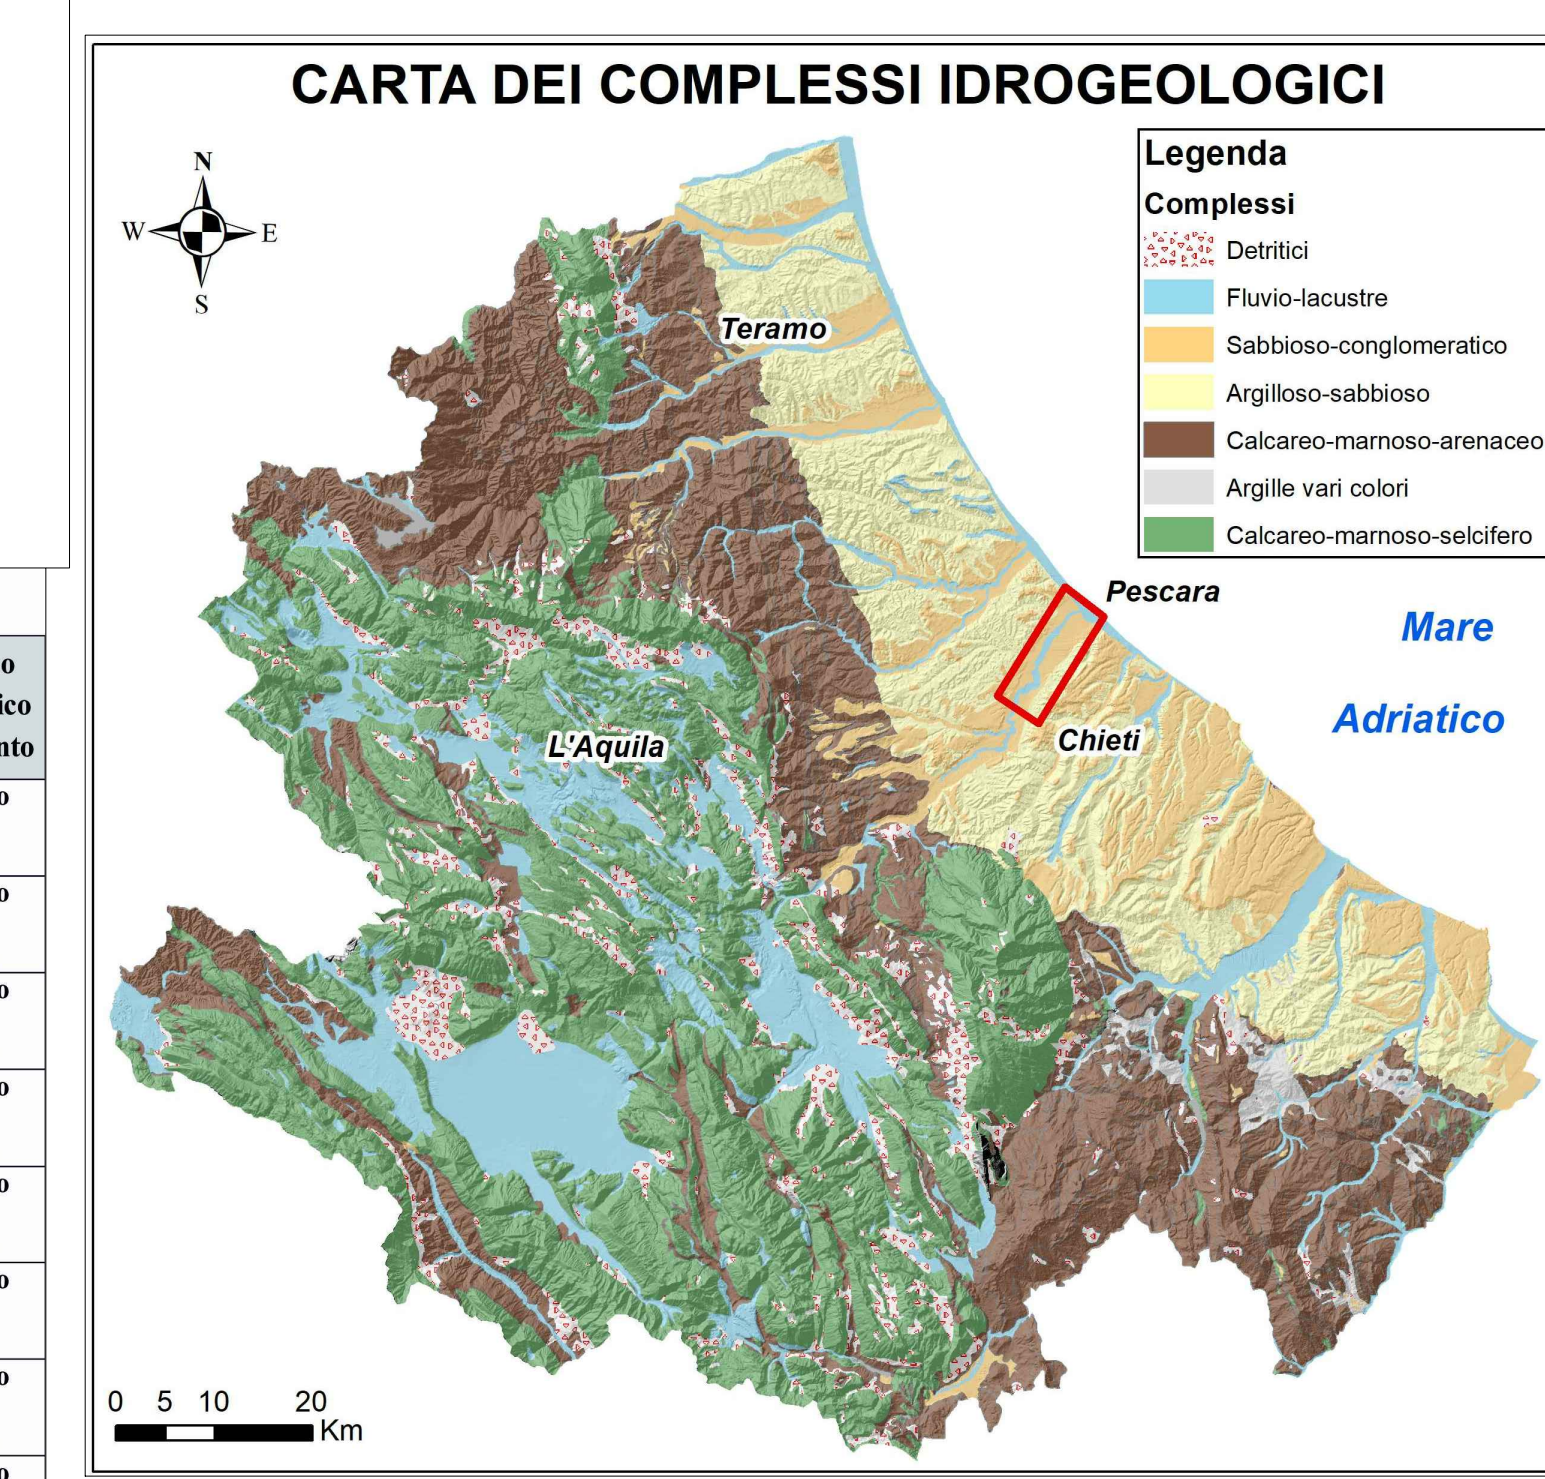 CARTA DEI COMPLESSI IDROGEOLOGICI
N
W E
S
Legenda
Complessi
Detritici
Fluvio-lacustre
Sabbioso-conglomeratico
Argilloso-sabbioso
Calcareo-marnoso-arenaceo
Argille vari colori
Calcareo-marnoso-selcifero
Teramo
Pescara
Mare
Adriatico
L'Aquila
Chieti
0 5 10 20
Km